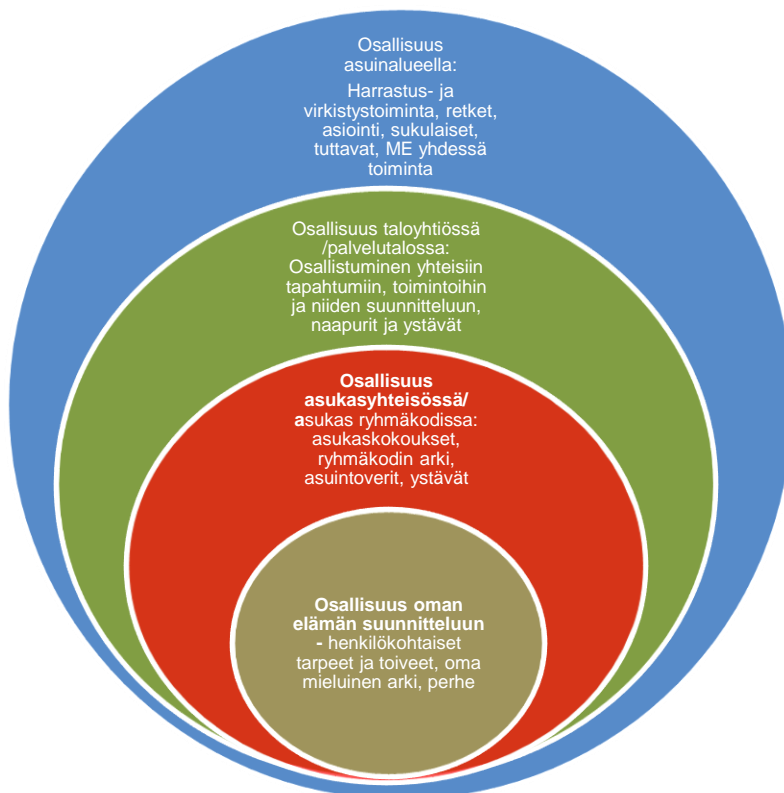 Osallisuus
asuinalueella:
Harrastus- ja
virkistystoiminta, retket,
asiointi, sukulaiset,
tuttavat, ME yhdessä
toiminta
Osallisuus taloyhtiössä
/palvelutalossa:
Osallistuminen yhteisiin
tapahtumiin, toimintoihin
ja niiden suunnitteluun,
naapurit ja ystävät
Osallisuus
asukasyhteisössä/
asukas ryhmäkodissa:
asukaskokoukset,
ryhmäkodin arki,
asuintoverit, ystävät
Osallisuus oman
elämän suunnitteluun
- henkilökohtaiset
tarpeet ja toiveet, oma
mieluinen arki, perhe